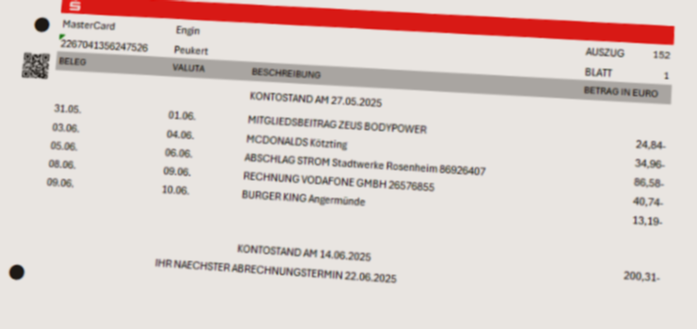 MasterCard Engin
2267041356247526 Peukert
AUSZUG 152
BLATT 1
BELEG VALUTA BESCHREIBUNG BETRAG IN EURO
KONTOSTAND AM 27.05.2025
31.05. 01.06. MITGLIEDSBEITRAG ZEUS BODYPOWER 24,84-
03.06. 04.06. MCDONALDS Kötzting 34,96-
05.06. 06.06. ABSCHLAG STROM Stadtwerke Rosenheim 86926407 86,58-
08.06. 09.06. RECHNUNG VODAFONE GMBH 26576855 40,74-
09.06. 10.06. BURGER KING Angermünde 13,19-
KONTOSTAND AM 14.06.2025 200,31-
IHR NAECHSTER ABRECHNUNGSTERMIN 22.06.2025